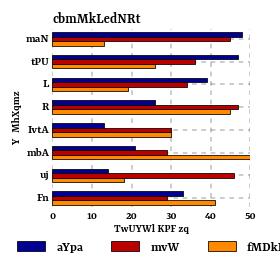 cbmMkLedNRt
Y MhXqmz
maN
tPU
L
R
IvtA
mbA
uj
Fn
0 10 20 30 40 50
TwUYWl KPF zq
aYpa mvW